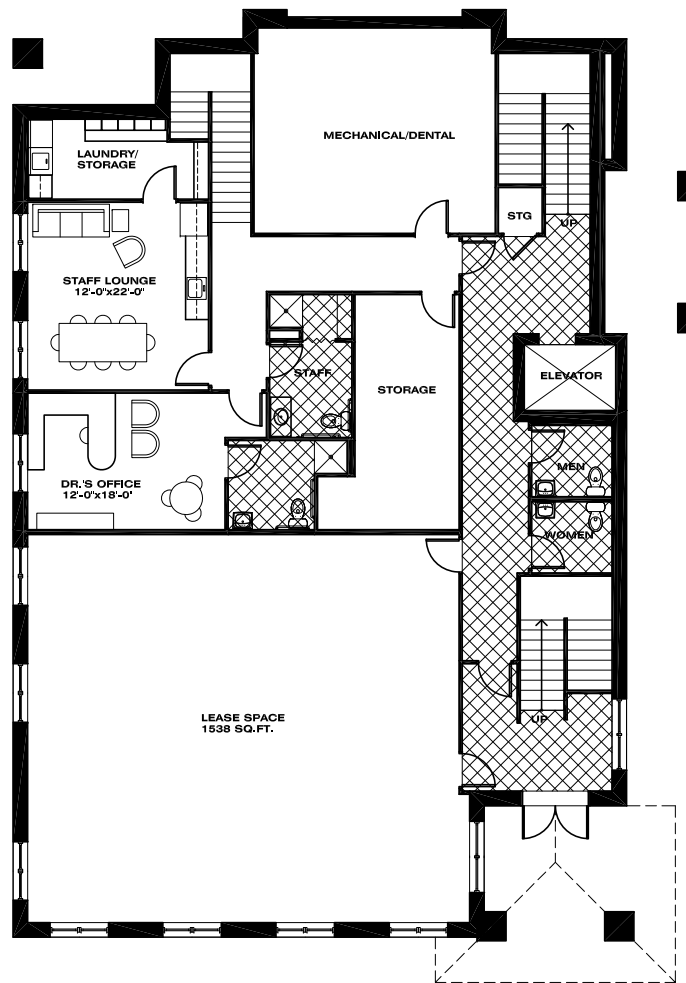 MECHANICAL/DENTAL
LAUNDRY/
STORAGE
STG
UP
STAFF LOUNGE
12'-0"x22'-0"
ELEVATOR
STAFF
STORAGE
MEN
DR.'S OFFICE
12'-0"x18'-0'
WOMEN
LEASE SPACE
1538 SQ.FT.
UP